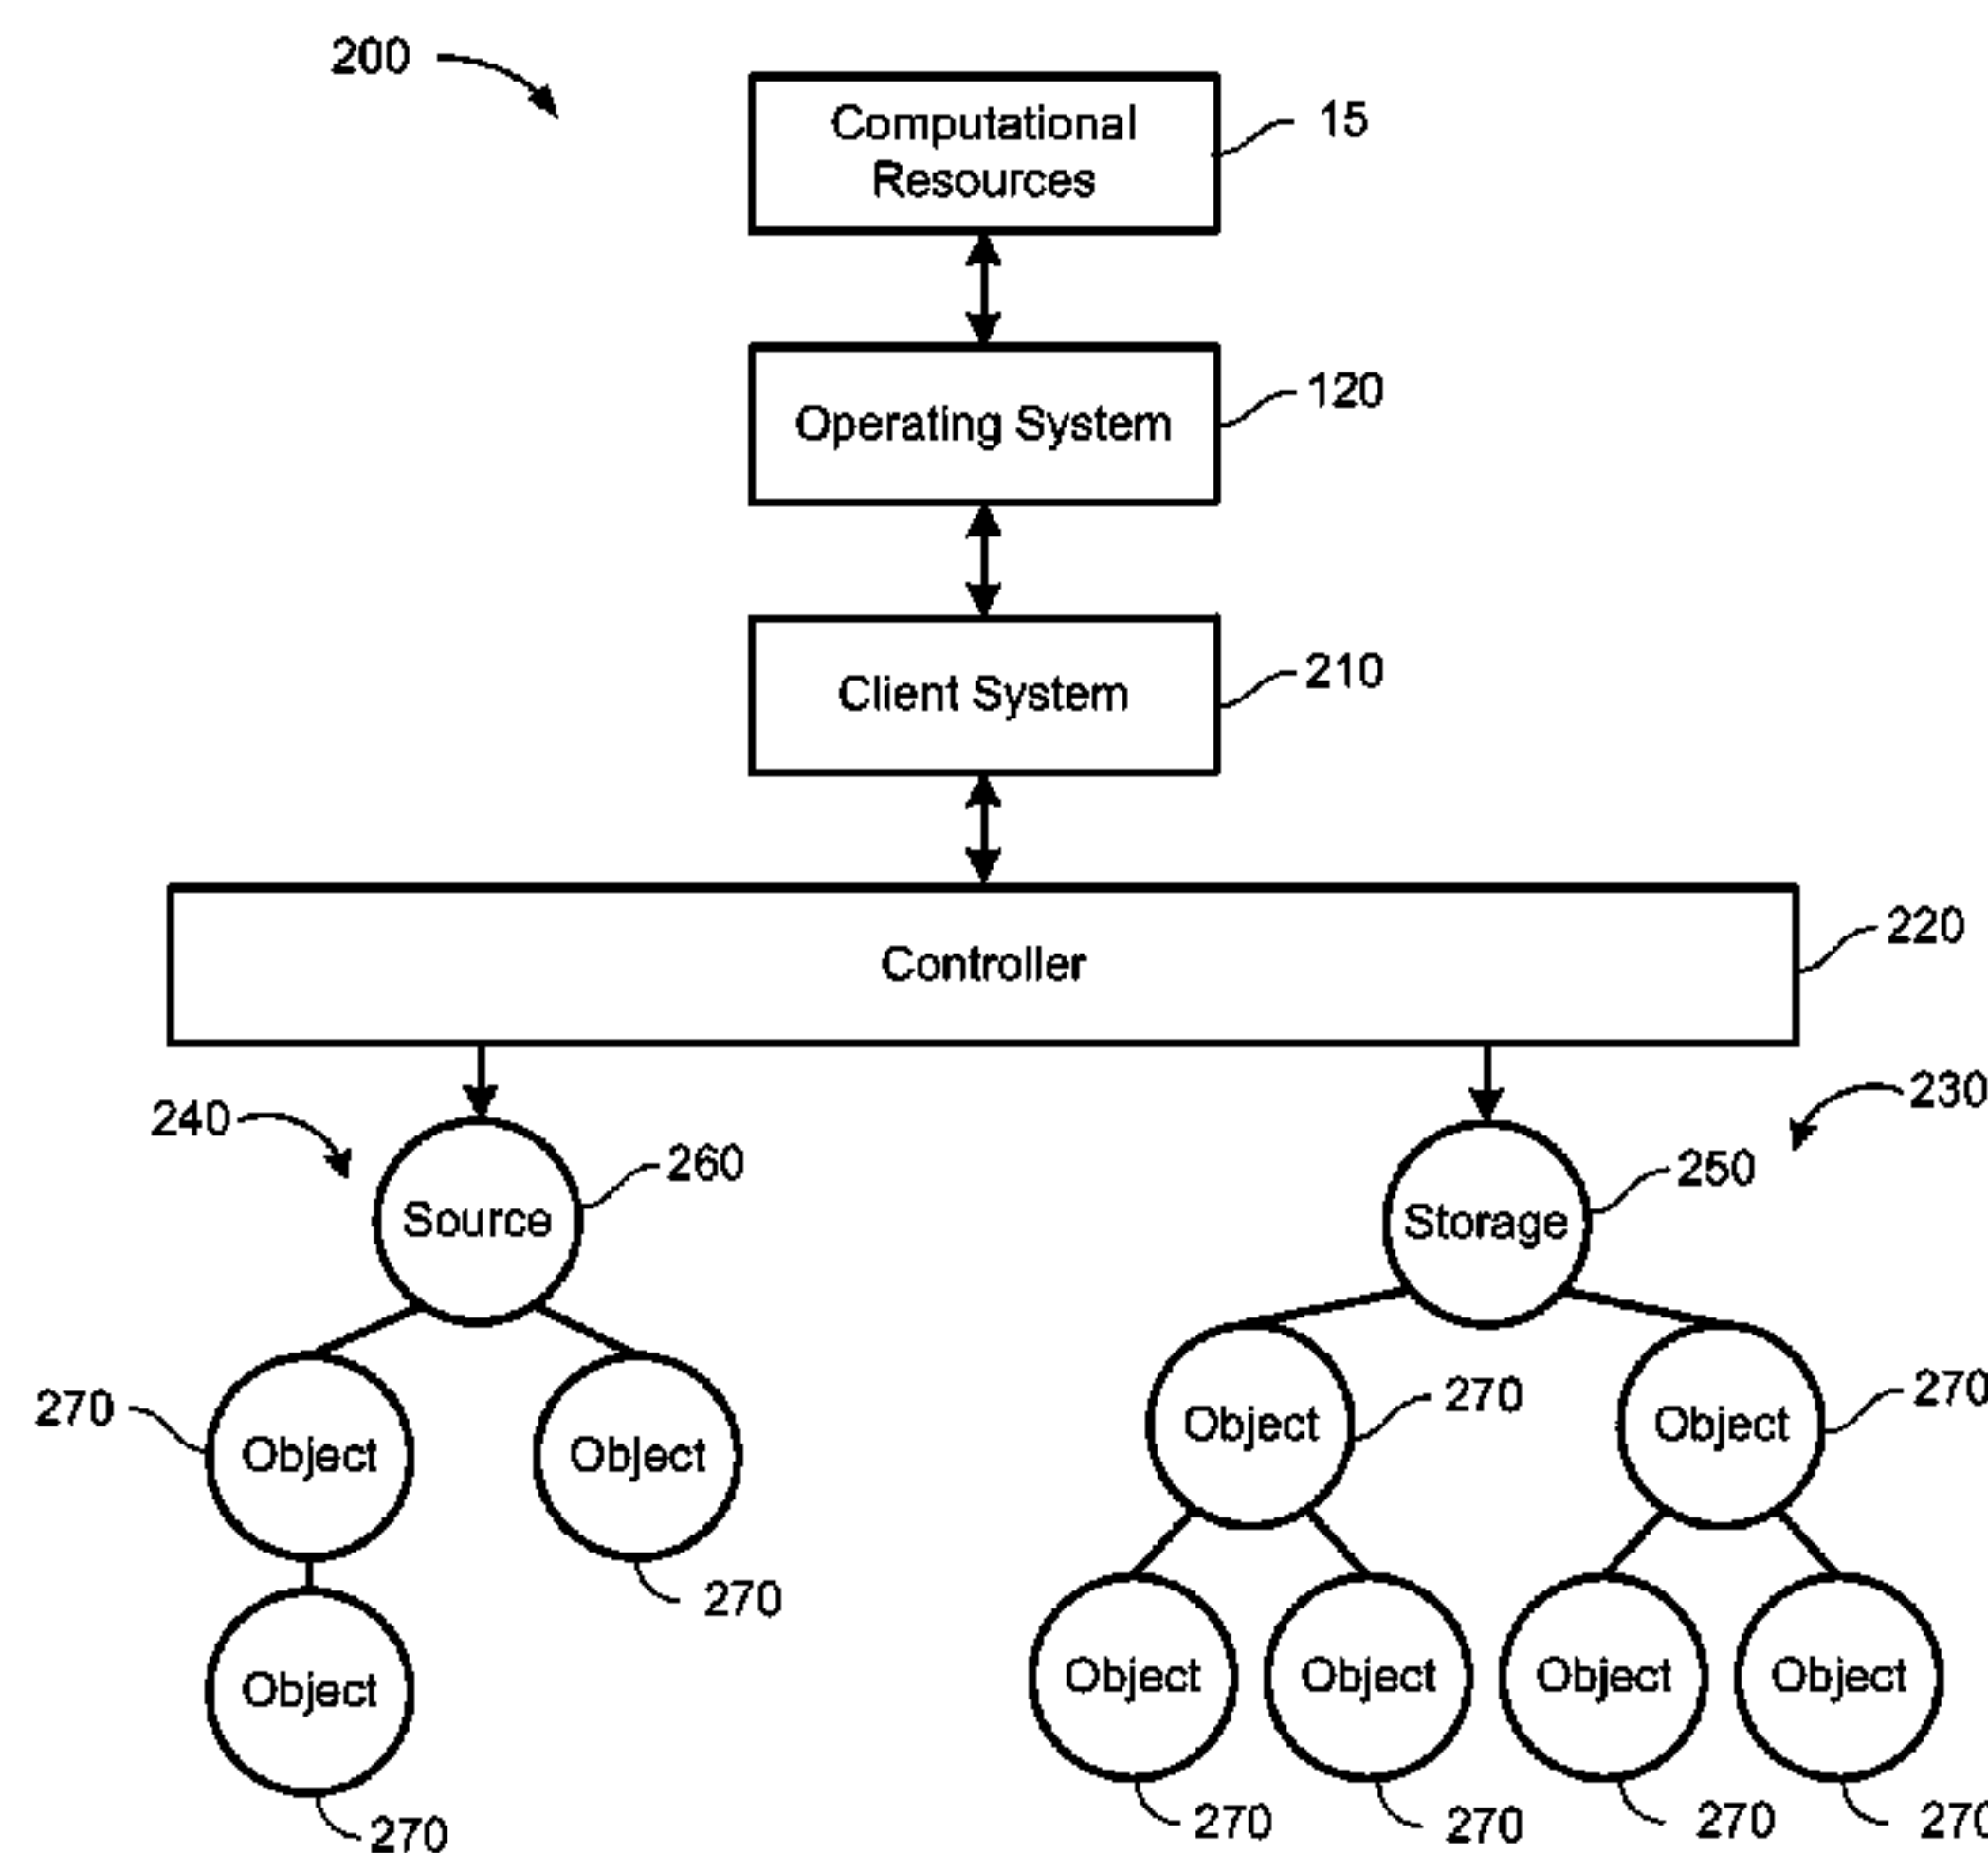 200
Computational
Resources
15
Operating System
120
Client System
210
Controller
220
240
230
Source
260
Storage
250
270
Object
Object
270
Object
270
Object
270
Object
270
Object
Object
Object
Object
270
270
270
270
270